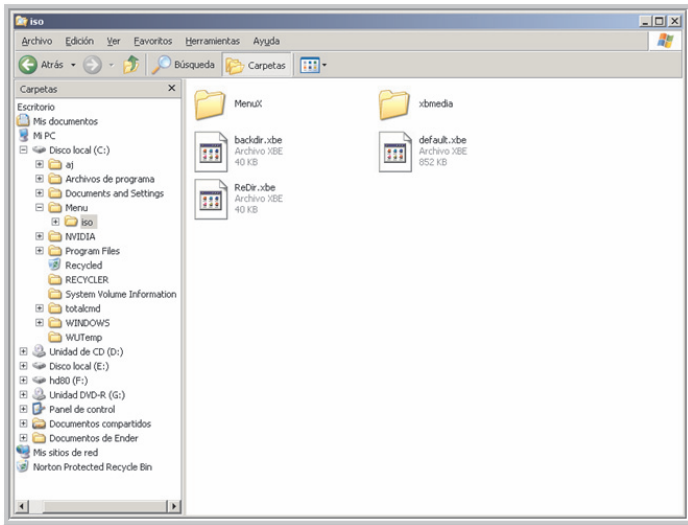 iso
Archivo Edición Ver Favoritos Herramientas Ayuda
Atrás Búsqueda Carpetas
Carpetas
Escritorio
Mis documentos
Mi PC
Disco local (C:)
aj
Archivos de programa
Documents and Settings
Menu
iso
NVIDIA
Program Files
Recycled
RECYCLER
System Volume Information
totalcmd
WINDOWS
WUTemp
Unidad de CD (D:)
Disco local (E:)
hd80 (F:)
Unidad DVD-R (G:)
Panel de control
Documentos compartidos
Documentos de Ender
Mis sitios de red
Norton Protected Recycle Bin
MenuX
xbmedia
backdir.xbe
Archivo XBE
40 KB
default.xbe
Archivo XBE
852 KB
ReDir.xbe
Archivo XBE
40 KB